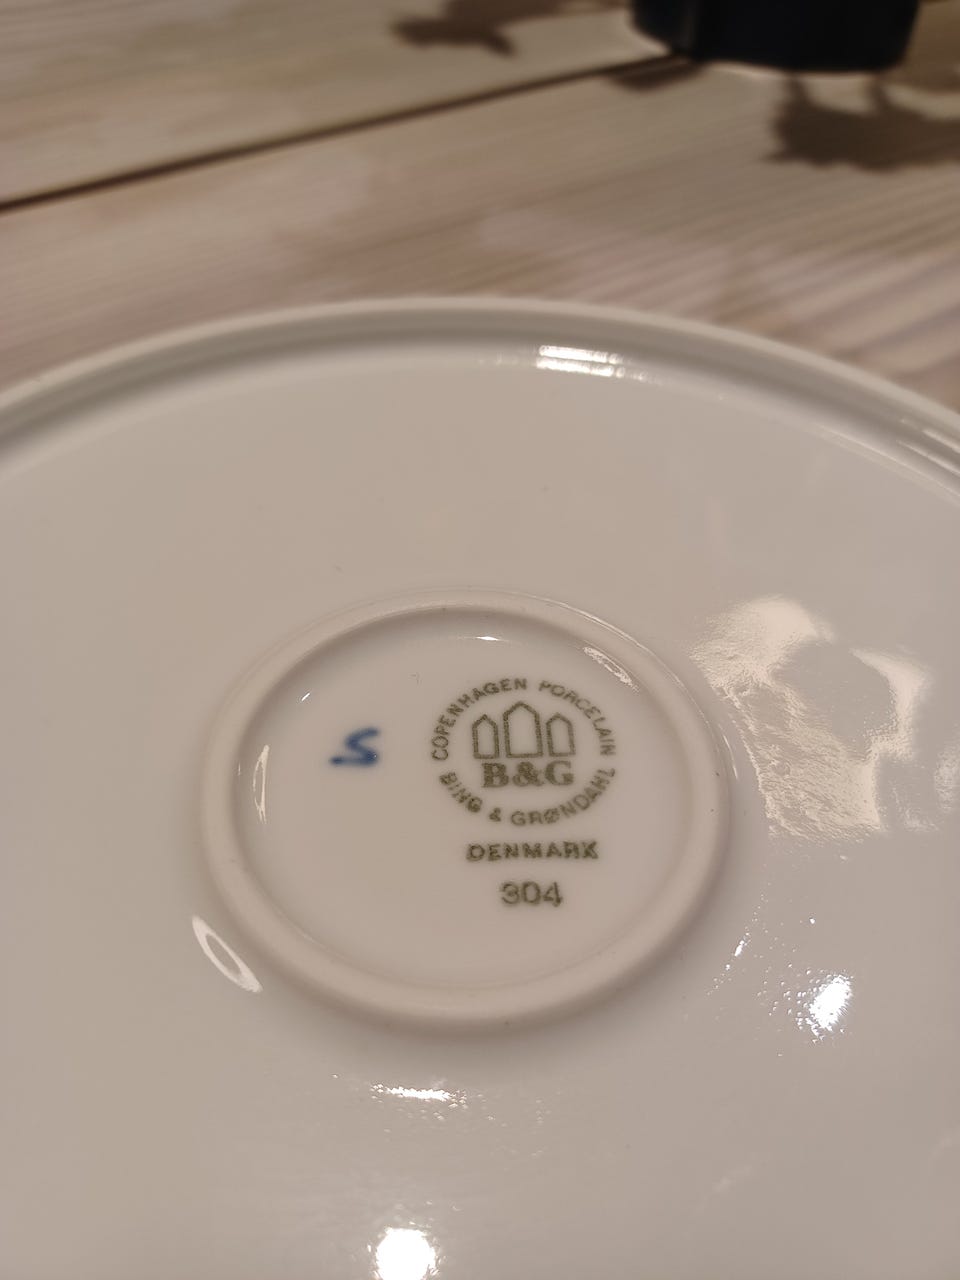 COPENHAGEN PORCELAIN
B&G
BING & GRØNDAHL
DENMARK
304
S